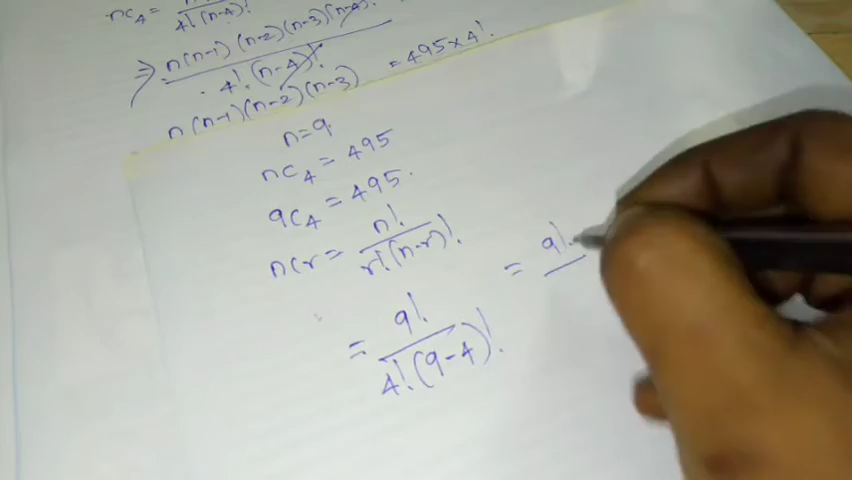 nC4 = 4!(n-4)!
⇒ n(n-1)(n-2)(n-3)(n-4)! / 4!(n-4)! = 495×4!.
n(n-1)(n-2)(n-3)
n=9
nC4 = 495
9C4 = 495.
nCr = n! / r!(n-r)!
= 9! / 4!(9-4)!
= 9!